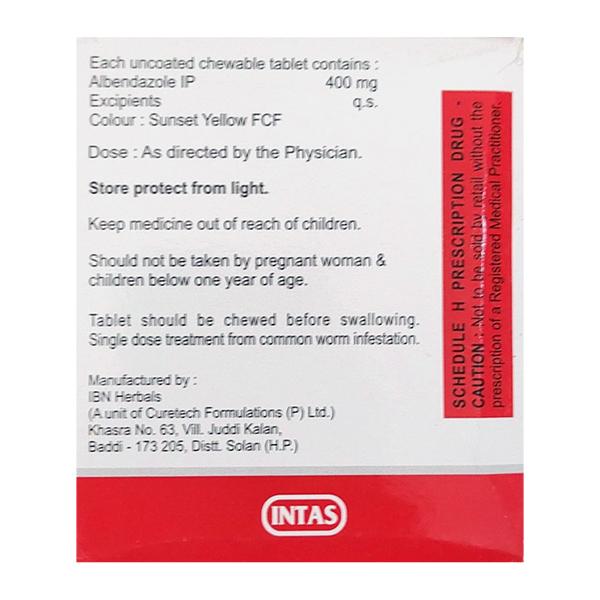 Each uncoated chewable tablet contains :
Albendazole IP 400 mg
Excipients q.s.
Colour : Sunset Yellow FCF
Dose : As directed by the Physician.
Store protect from light.
Keep medicine out of reach of children.
Should not be taken by pregnant woman &
children below one year of age.
Tablet should be chewed before swallowing.
Single dose treatment from common worm infestation.
Manufactured by :
IBN Herbals
(A unit of Curetech Formulations (P) Ltd.)
Khasra No. 63, Vill. Juddi Kalan,
Baddi - 173 205, Distt. Solan (H.P.)
SCHEDULE H PRESCRIPTION DRUG -
CAUTION : Not to be sold by retail without the
prescription of a Registered Medical Practitioner.
INTAS